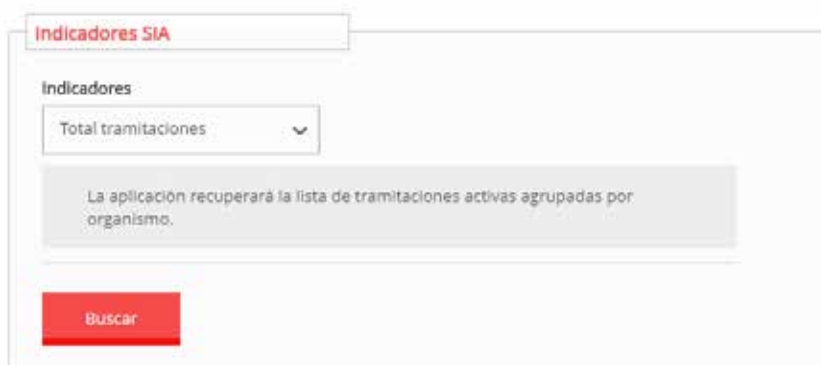 Indicadores SIA
Indicadores
Total tramitaciones
La aplicación recuperará la lista de tramitaciones activas agrupadas por
organismo.
Buscar